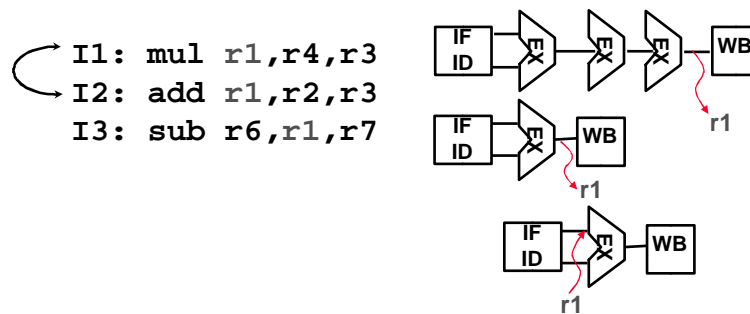 I1: mul r1,r4,r3
I2: add r1,r2,r3
I3: sub r6,r1,r7
IF
ID
EX
EX
EX
WB
r1
IF
ID
EX
WB
r1
IF
ID
EX
WB
r1